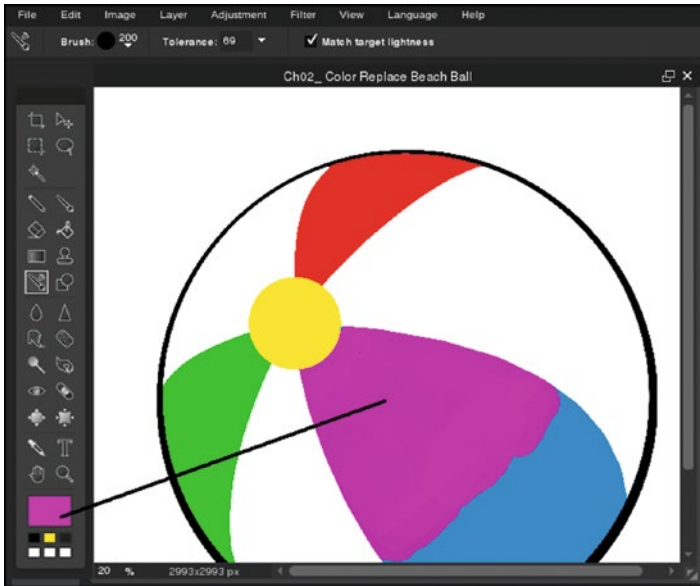 File Edit Image Layer Adjustment Filter View Language Help
Brush: 200 Tolerance: 69 Match target lightness
Ch02_ Color Replace Beach Ball
T
20 % 2993x2993 px